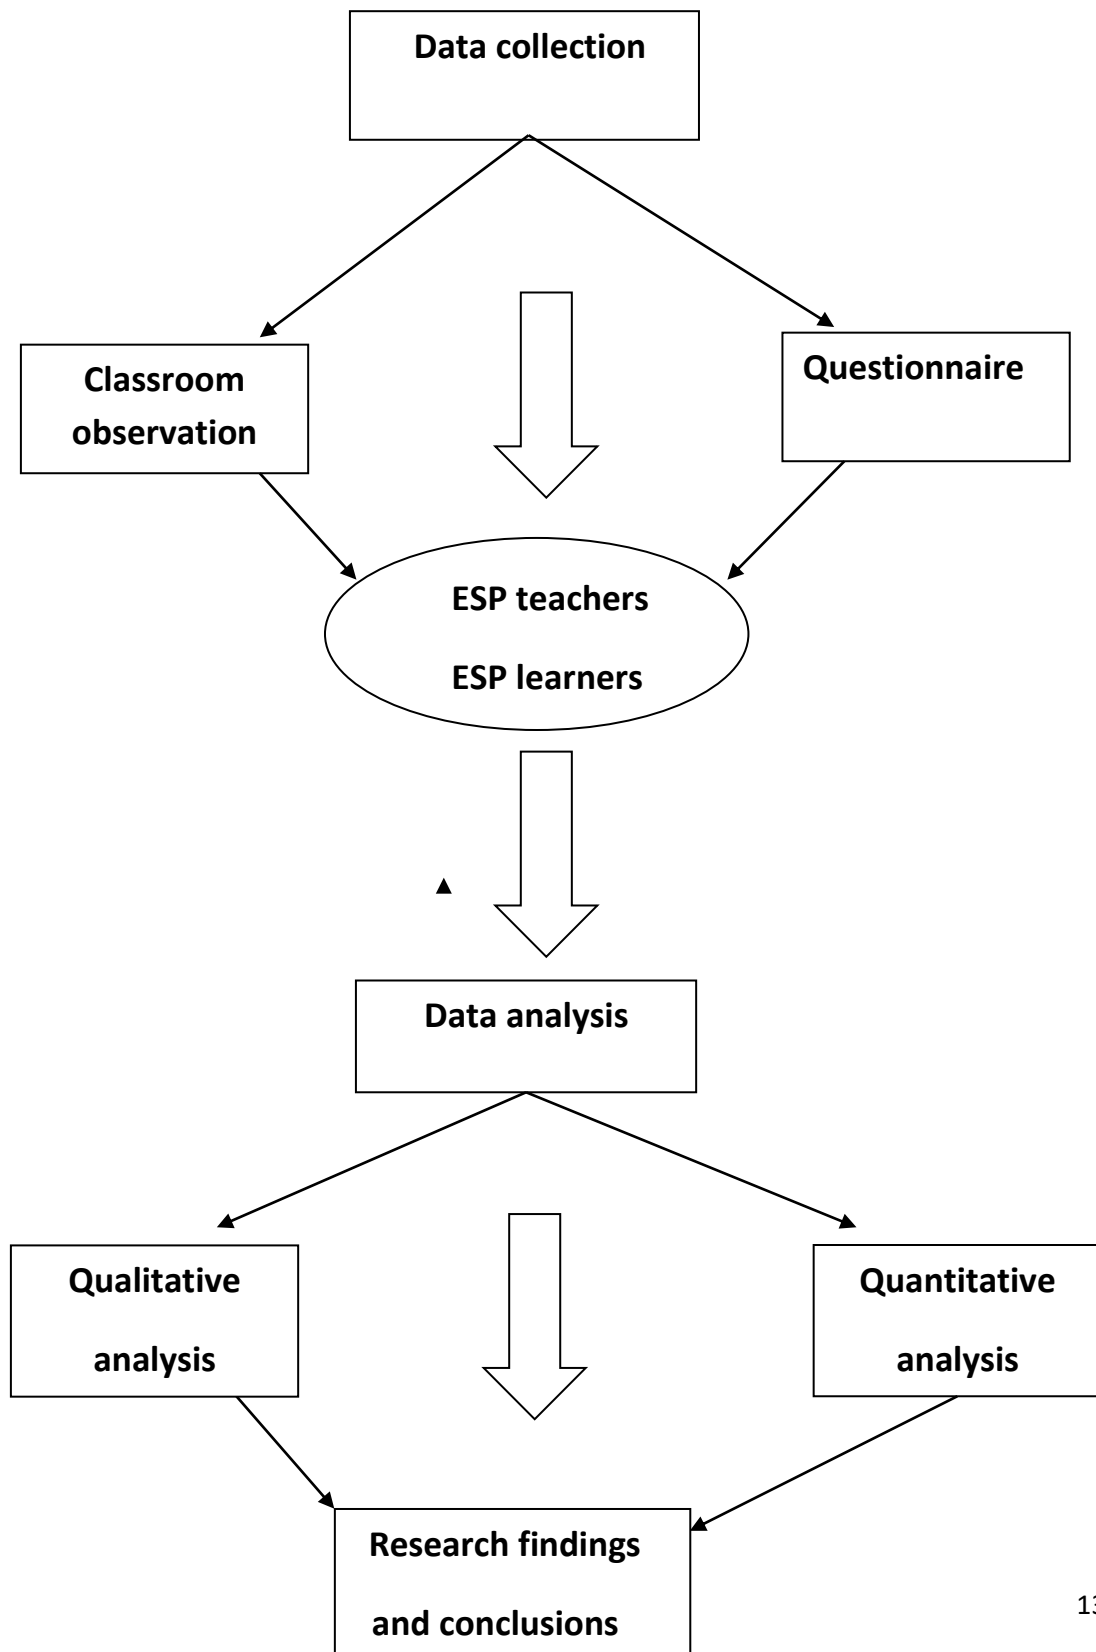 Data collection
Classroom
observation
Questionnaire
ESP teachers
ESP learners
Data analysis
Qualitative
analysis
Quantitative
analysis
Research findings
and conclusions
13